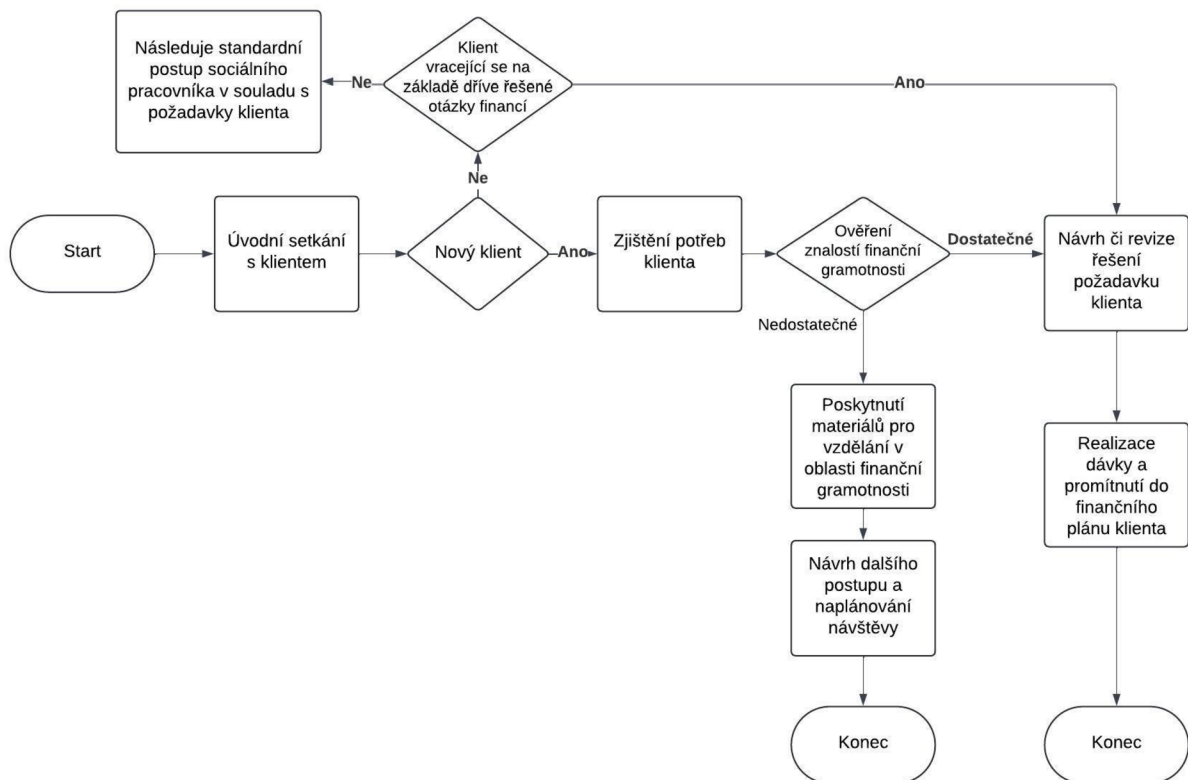 Následuje standardní
postup sociálního
pracovníka v souladu s
požadavky klienta
Ne
Klient
vracející se na
základě dříve řešené
otázky financí
Ano
Ne
Start
Úvodní setkání
s klientem
Nový klient
Ano
Zjištění potřeb
klienta
Ověření
znalostí finanční
gramotnosti
Dostatečné
Návrh či revize
řešení
požadavku
klienta
Nedostatečné
Poskytnutí
materiálů pro
vzdělání v
oblasti finanční
gramotnosti
Realizace
dávky a
promítnutí do
finančního
plánu klienta
Návrh dalšího
postupu a
naplánování
návštěvy
Konec
Konec